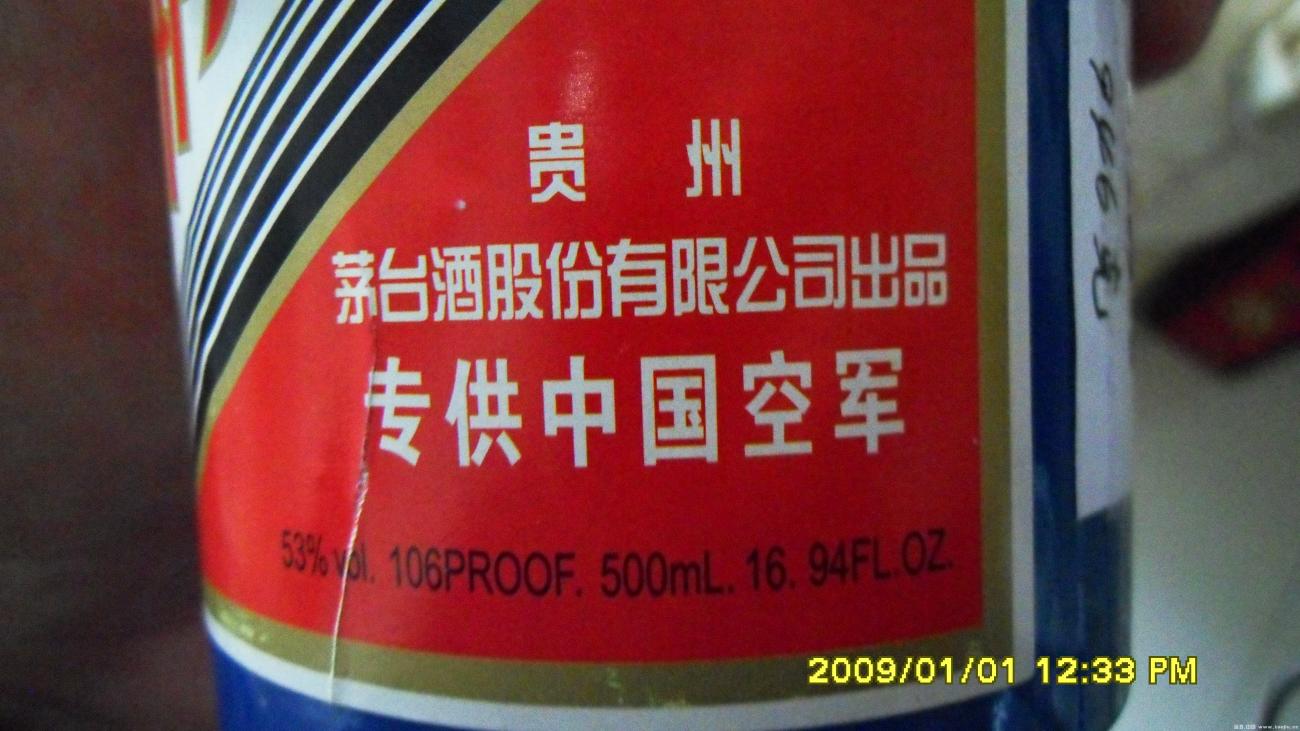 贵州
茅台酒股份有限公司出品
专供中国空军
53% vol. 106PROOF. 500mL. 16. 94FL.OZ.
2009/01/01 12:33 PM